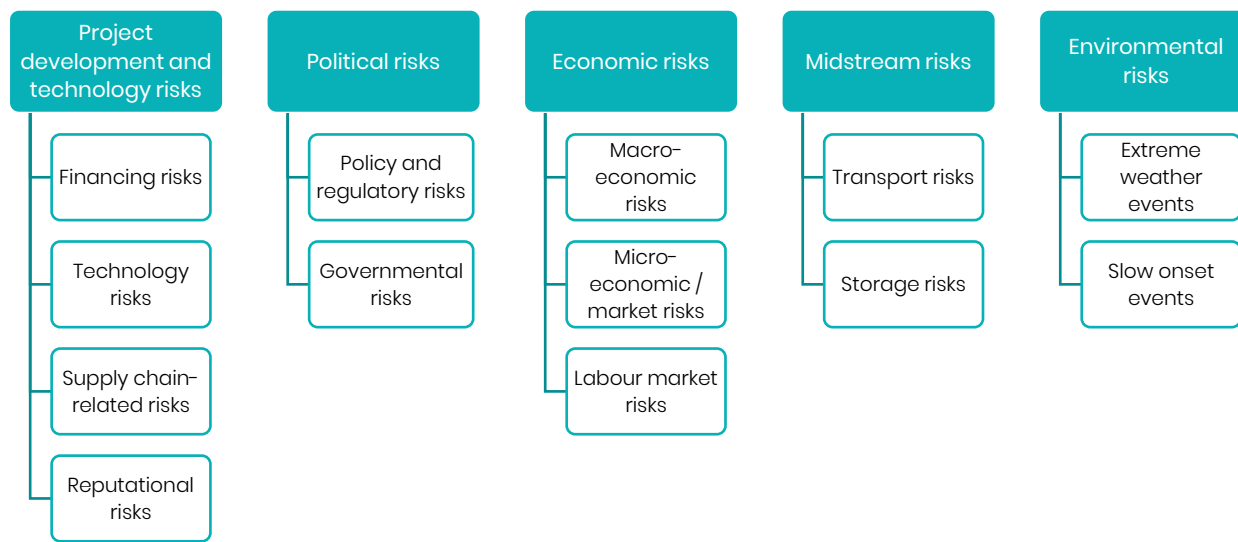 Project
development and
technology risks
Financing risks
Technology
risks
Supply chain-
related risks
Reputational
risks
Political risks
Policy and
regulatory risks
Governmental
risks
Economic risks
Macro-
economic
risks
Micro-
economic /
market risks
Labour market
risks
Midstream risks
Transport risks
Storage risks
Environmental
risks
Extreme
weather
events
Slow onset
events